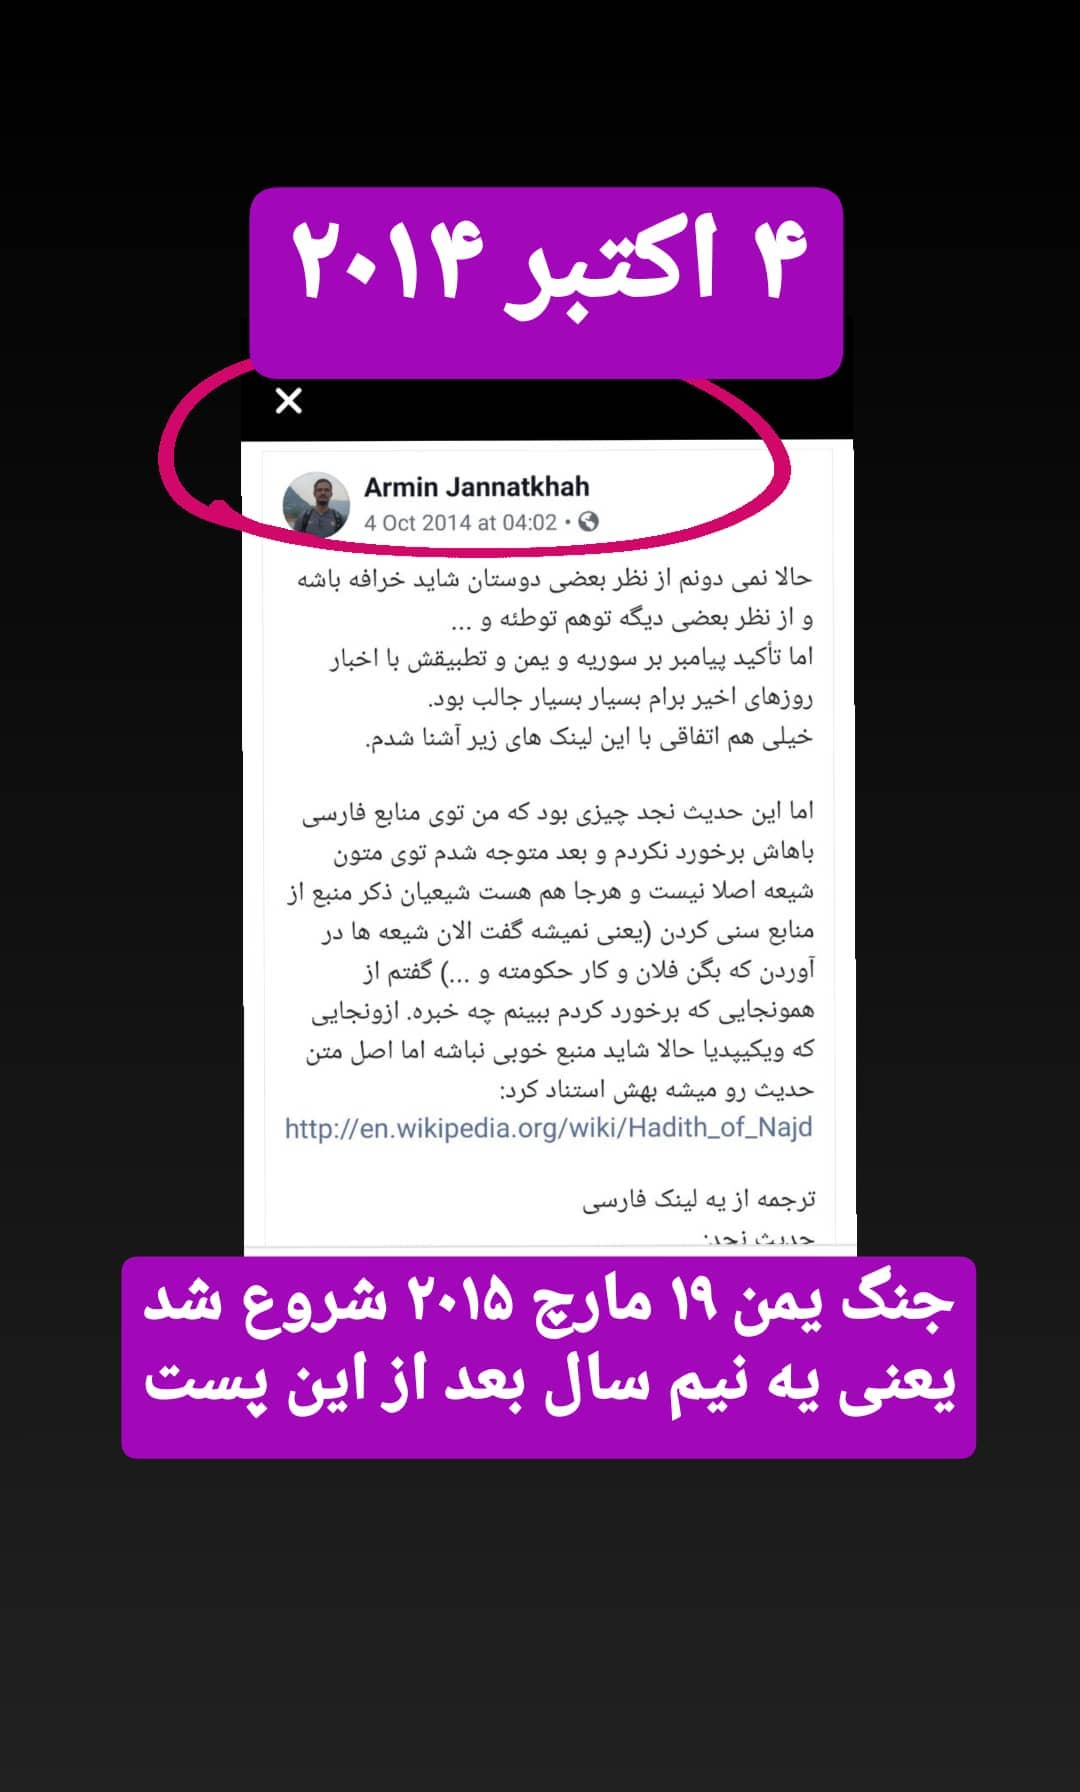 ۴ اکتبر ۲۰۱۴
Armin Jannatkhah
4 Oct 2014 at 04:02
حالا نمی دونم از نظر بعضی دوستان شاید خرافه باشه
و از نظر بعضی دیگه توهم توطئه و ...
اما تأکید پیامبر بر سوریه و یمن و تطبیقش با اخبار
روزهای اخیر برام بسیار بسیار جالب بود.
خیلی هم اتفاقی با این لینک های زیر آشنا شدم.
اما این حدیث نجد چیزی بود که من توی منابع فارسی
باهاش برخورد نکردم و بعد متوجه شدم توی متون
شیعه اصلا نیست و هرجا هم هست شیعیان ذکر منبع از
منابع سنی کردن (یعنی نمیشه گفت الان شیعه ها در
آوردن که بگن فلان و کار حکومته و ...) گفتم از
همونجایی که برخورد کردم ببینم چه خبره. ازونجایی
که ویکیپدیا حالا شاید منبع خوبی نباشه اما اصل متن
حدیث رو میشه بهش استناد کرد:
http://en.wikipedia.org/wiki/Hadith_of_Najd
ترجمه از یه لینک فارسی
حدیث نجد:
جنگ یمن ۱۹ مارچ ۲۰۱۵ شروع شد
یعنی یه نیم سال بعد از این پست